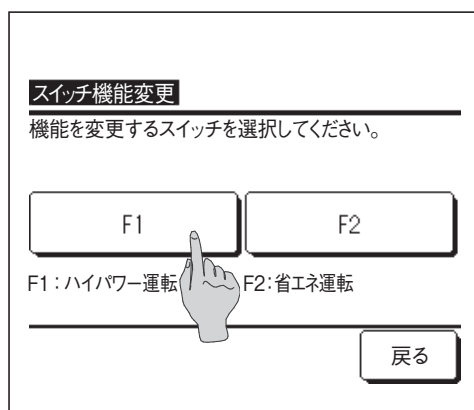 スイッチ機能変更
機能を変更するスイッチを選択してください。
F1 F2
F1：ハイパワー運転 F2：省エネ運転
戻る